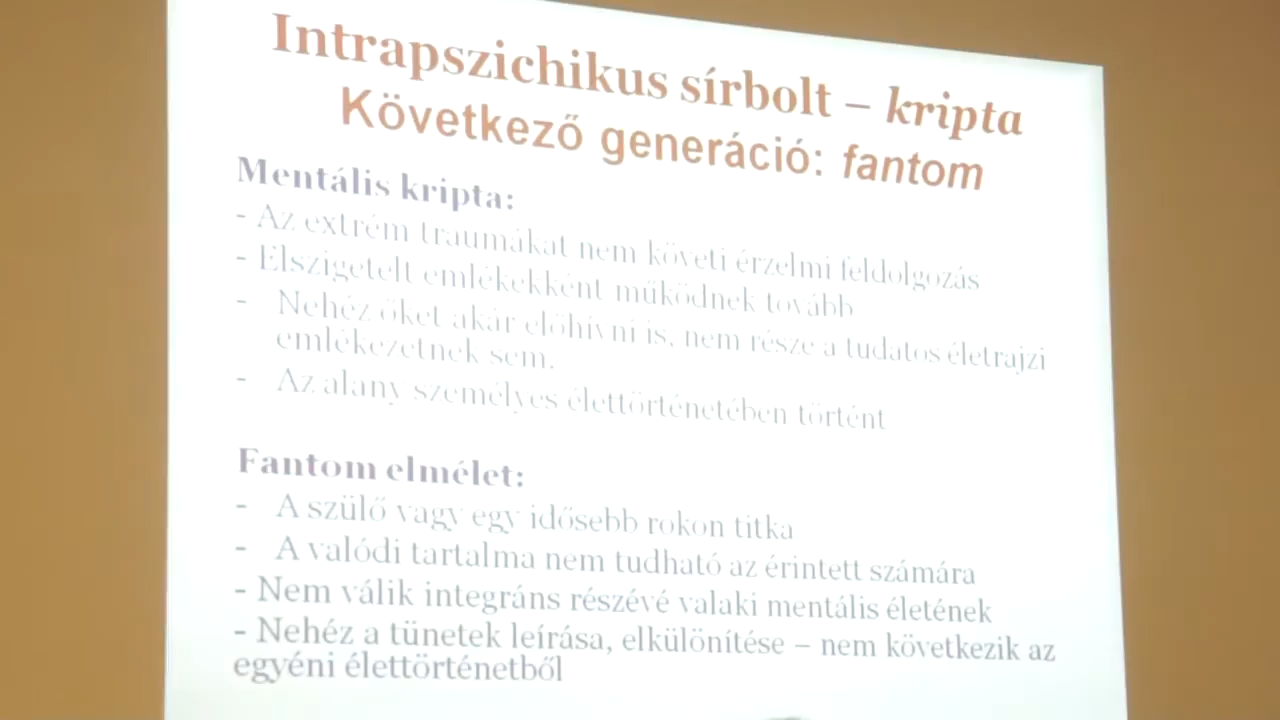 Intrapszichikus sírbolt – kripta
Következő generáció: fantom
Mentális kripta:
- Az extrém traumákat nem követi érzelmi feldolgozás
- Elszigetelt emlékekként működnek tovább
- Nehéz őket akár előhívni is, nem része a tudatos életrajzi
emlékezetnek sem.
- Az alany személyes élettörténetében történt
Fantom elmélet:
- A szülő vagy egy idősebb rokon titka
- A valódi tartalma nem tudható az érintett számára
- Nem válik integráns részévé valaki mentális életének
- Nehéz a tünetek leírása, elkülönítése – nem következik az
egyéni élettörténetből